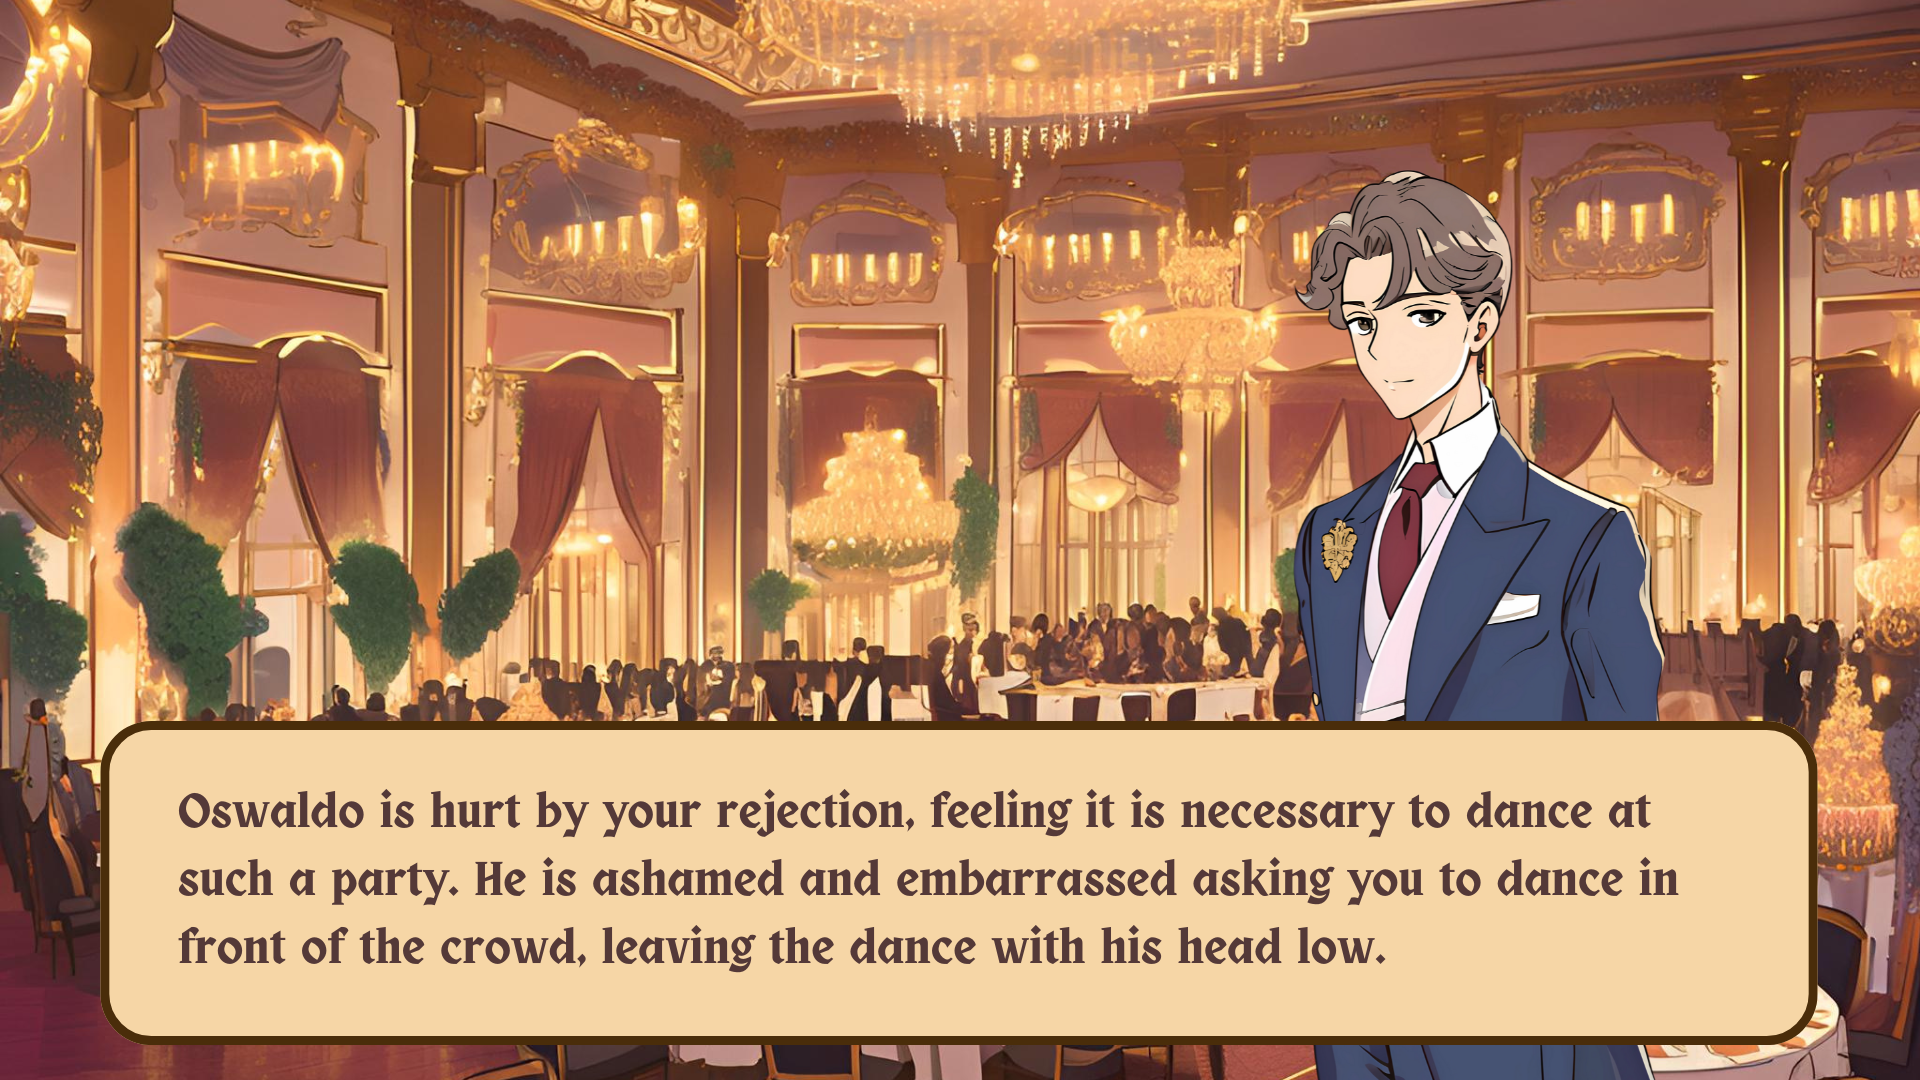 Oswaldo is hurt by your rejection, feeling it is necessary to dance at
such a party. He is ashamed and embarrassed asking you to dance in
front of the crowd, leaving the dance with his head low.